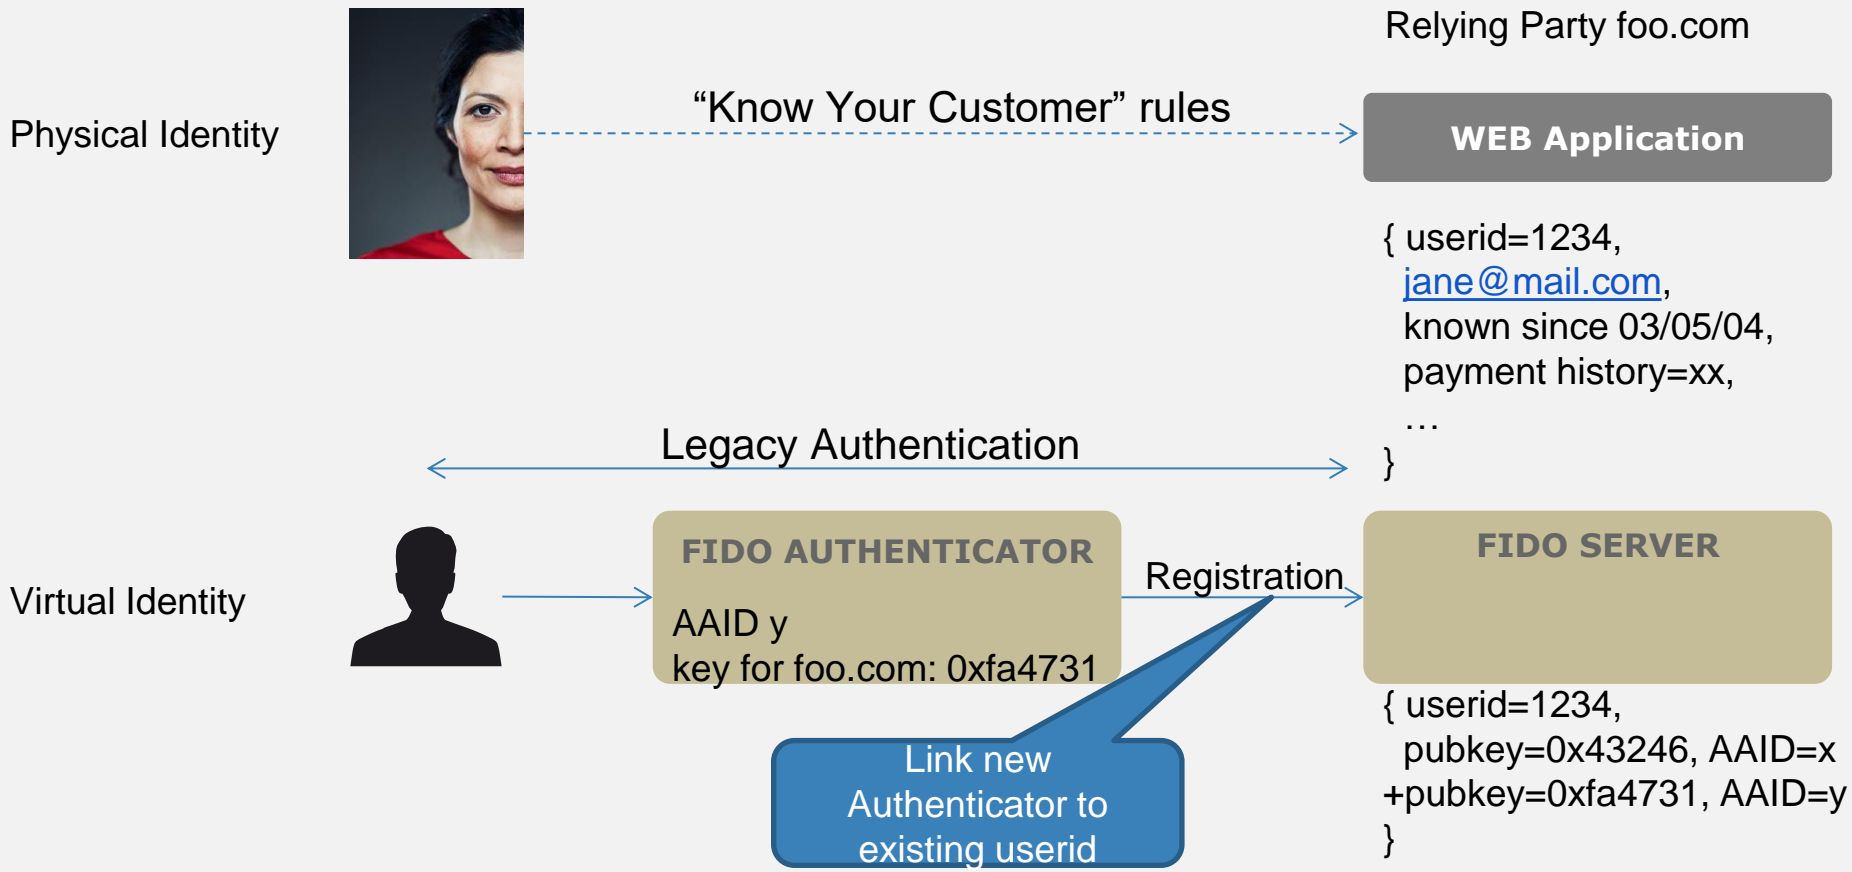 Relying Party foo.com
“Know Your Customer” rules
Physical Identity
WEB Application
{ userid=1234,
jane@mail.com,
known since 03/05/04,
payment history=xx,
…
}
Legacy Authentication
FIDO AUTHENTICATOR
FIDO SERVER
Registration
Virtual Identity
AAID y
key for foo.com: 0xfa4731
{ userid=1234,
pubkey=0x43246, AAID=x
+pubkey=0xfa4731, AAID=y
}
Link new
Authenticator to
existing userid